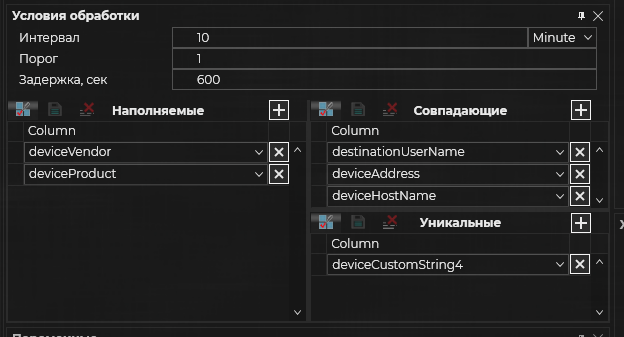 Условия обработки
Интервал 10 Minute
Порог 1
Задержка, сек 600
Наполняемые
Column
deviceVendor
deviceProduct
Совпадающие
Column
destinationUserName
deviceAddress
deviceHostName
Уникальные
Column
deviceCustomString4